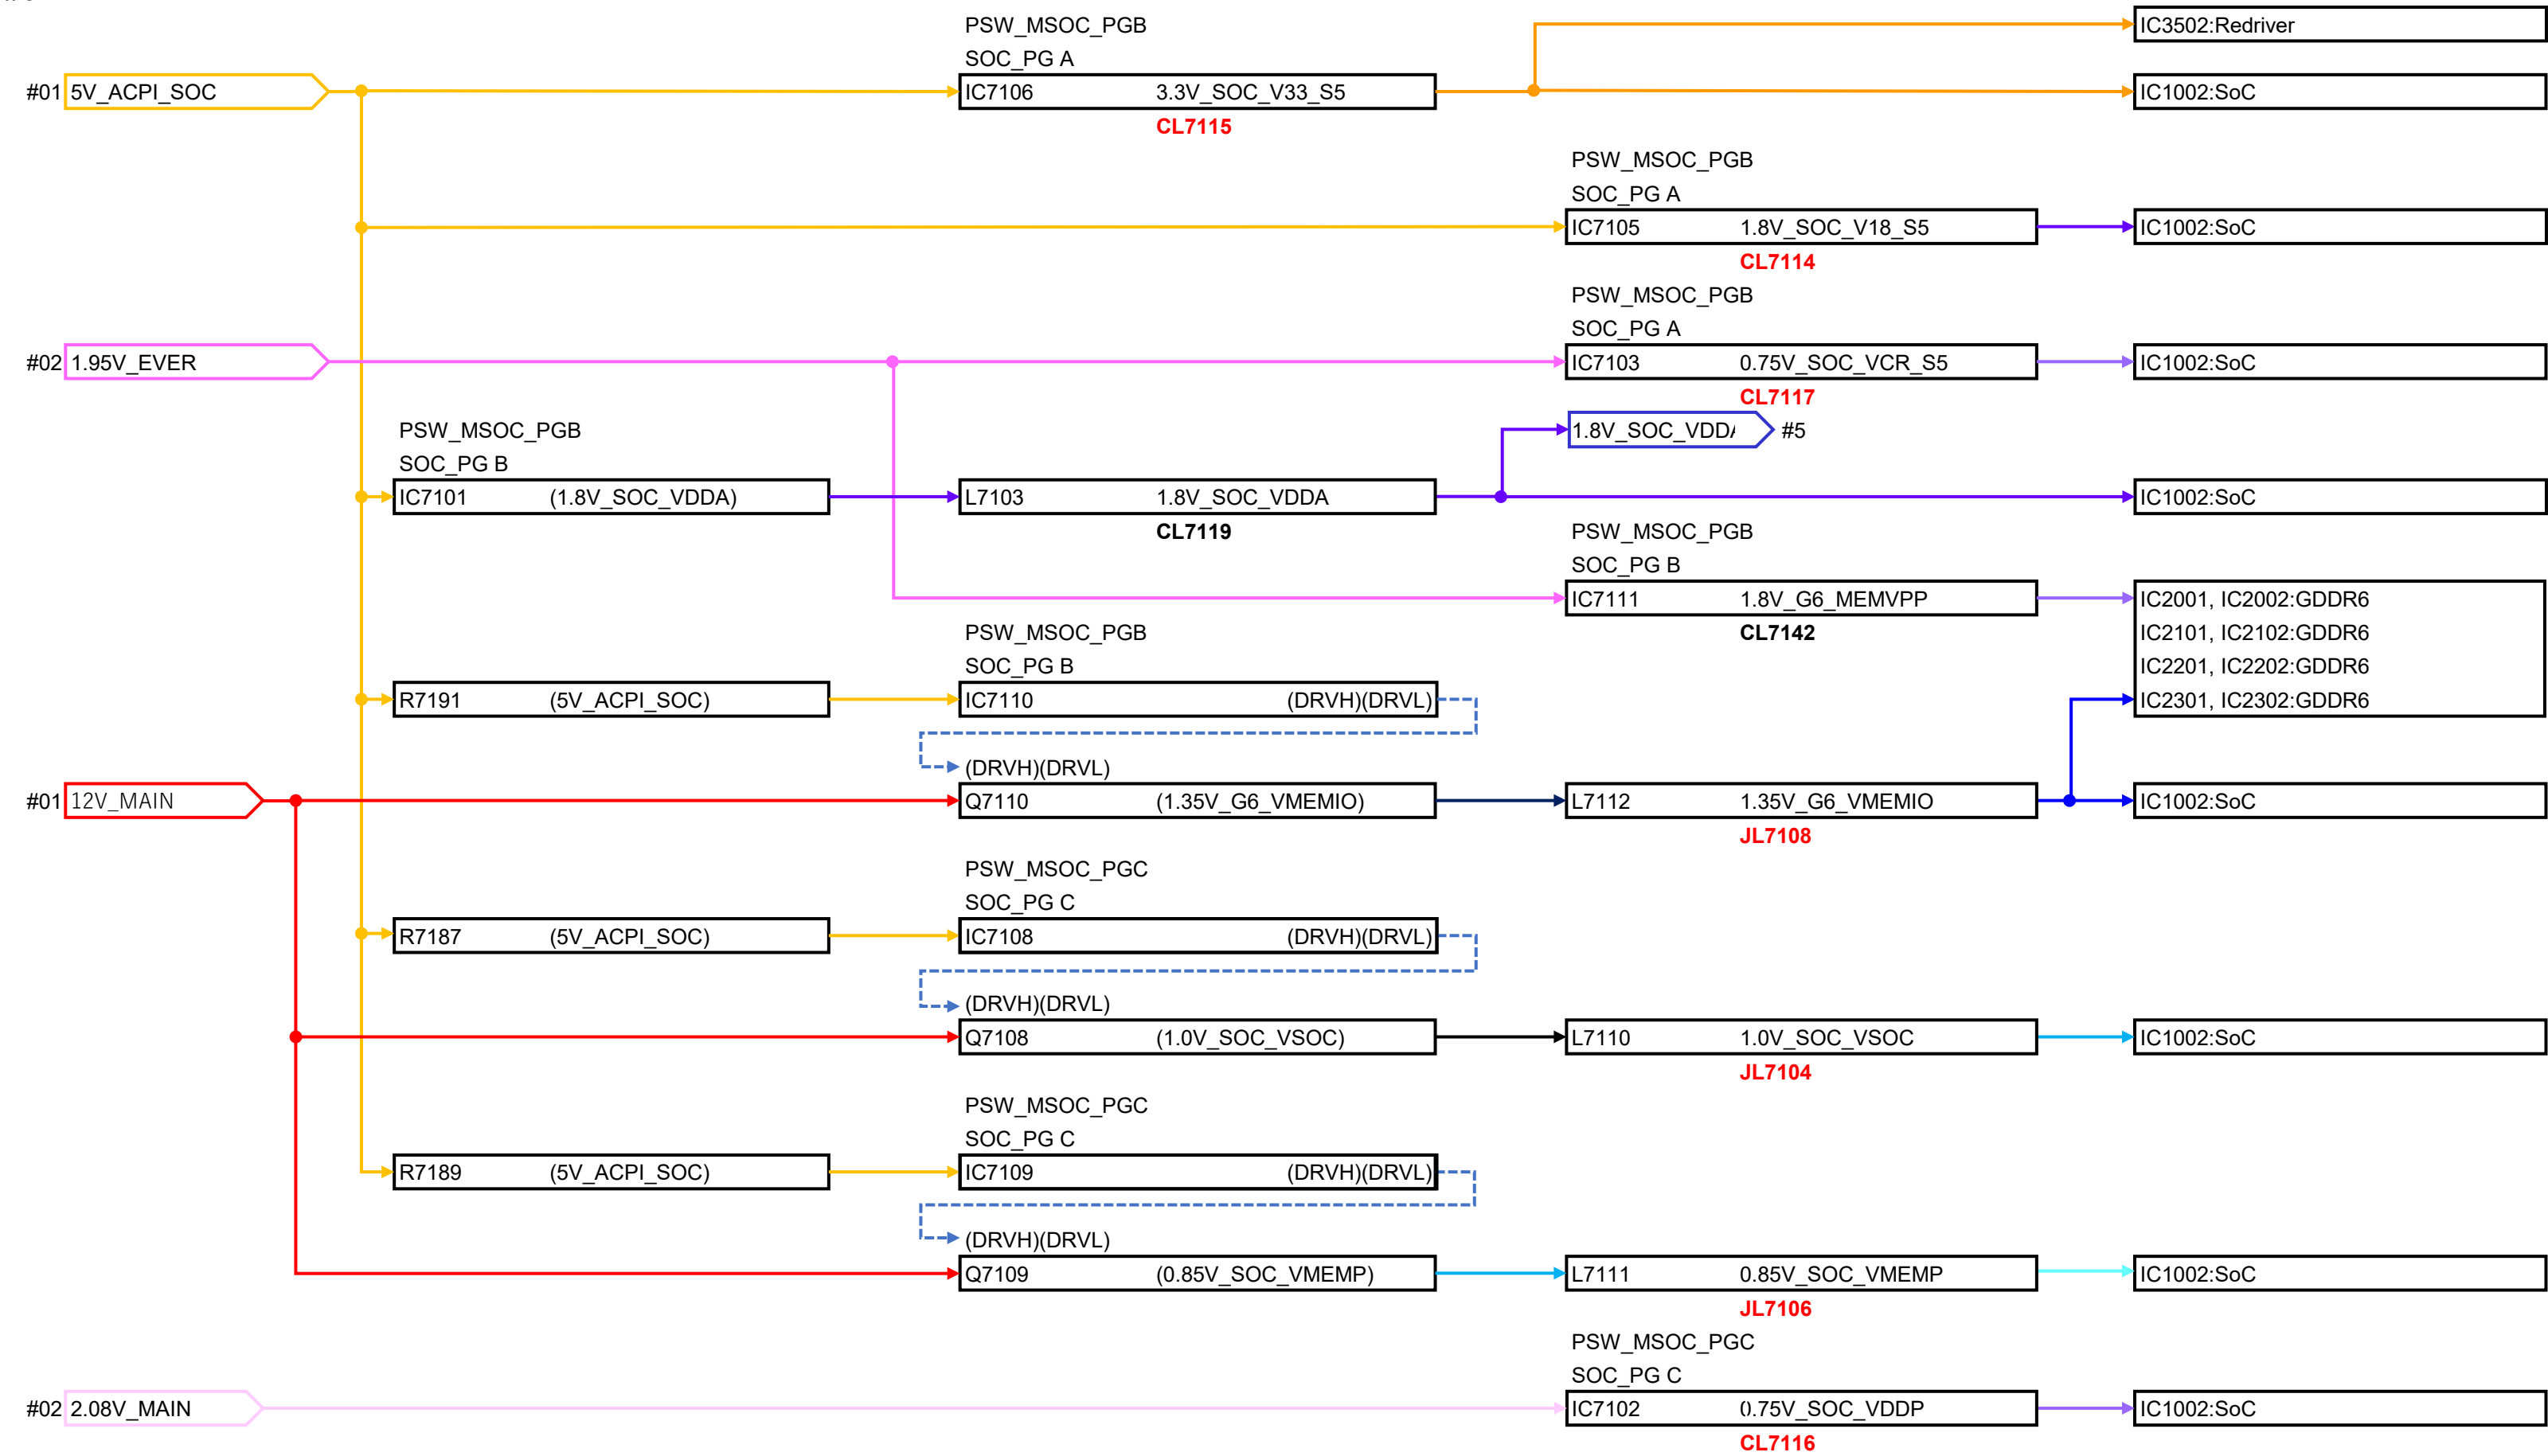 PSW_MSOC_PGB
IC3502:Redriver
SOC_PG A
#01 5V_ACPI_SOC
IC7106 3.3V_SOC_V33_S5
IC1002:SoC
CL7115
PSW_MSOC_PGB
SOC_PG A
IC7105 1.8V_SOC_V18_S5
IC1002:SoC
CL7114
PSW_MSOC_PGB
SOC_PG A
#02 1.95V_EVER
IC7103 0.75V_SOC_VCR_S5
IC1002:SoC
CL7117
PSW_MSOC_PGB
1.8V_SOC_VDDA #5
SOC_PG B
IC7101 (1.8V_SOC_VDDA)
L7103 1.8V_SOC_VDDA
IC1002:SoC
CL7119
PSW_MSOC_PGB
SOC_PG B
IC7111 1.8V_G6_MEMVPP
IC2001, IC2002:GDDR6
PSW_MSOC_PGB
CL7142
IC2101, IC2102:GDDR6
SOC_PG B
IC2201, IC2202:GDDR6
R7191 (5V_ACPI_SOC)
IC7110 (DRVH)(DRVL)
IC2301, IC2302:GDDR6
(DRVH)(DRVL)
#01 12V_MAIN
Q7110 (1.35V_G6_VMEMIO)
L7112 1.35V_G6_VMEMIO
IC1002:SoC
JL7108
PSW_MSOC_PGC
SOC_PG C
R7187 (5V_ACPI_SOC)
IC7108 (DRVH)(DRVL)
(DRVH)(DRVL)
Q7108 (1.0V_SOC_VSOC)
L7110 1.0V_SOC_VSOC
IC1002:SoC
JL7104
PSW_MSOC_PGC
SOC_PG C
R7189 (5V_ACPI_SOC)
IC7109 (DRVH)(DRVL)
(DRVH)(DRVL)
Q7109 (0.85V_SOC_VMEMP)
L7111 0.85V_SOC_VMEMP
IC1002:SoC
JL7106
PSW_MSOC_PGC
SOC_PG C
#02 2.08V_MAIN
IC7102 0.75V_SOC_VDDP
IC1002:SoC
CL7116